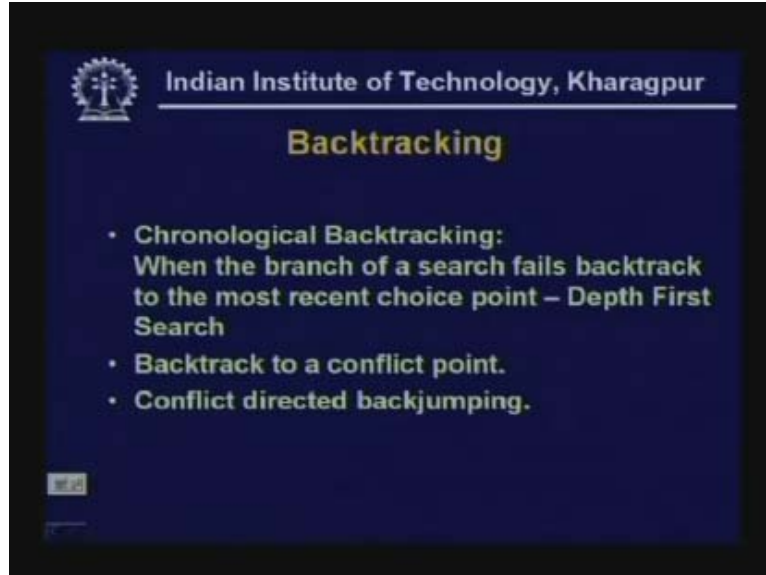 Indian Institute of Technology, Kharagpur
Backtracking
• Chronological Backtracking:
When the branch of a search fails backtrack
to the most recent choice point – Depth First
Search
• Backtrack to a conflict point.
• Conflict directed backjumping.